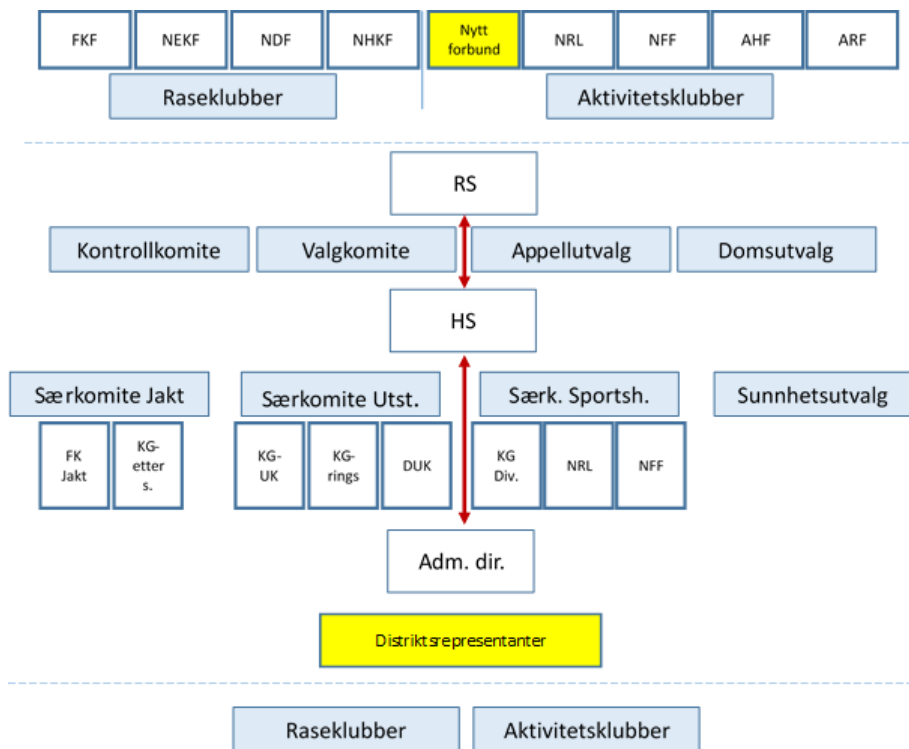 FKF
NEKF
NDF
NHKF
Nytt
forbund
NRL
NFF
AHF
ARF
Raseklubber
Aktivitetsklubber
RS
Kontrollkomite
Valgkomite
Appellutvalg
Domsutvalg
HS
Særkomite Jakt
Særkomite Utst.
Særk. Sportsh.
Sunnhetsutvalg
FK
Jakt
KG-
etter
s.
KG-
UK
KG-
rings
DUK
KG
Div.
NRL
NFF
Adm. dir.
Distriktsrepresentanter
Raseklubber
Aktivitetsklubber